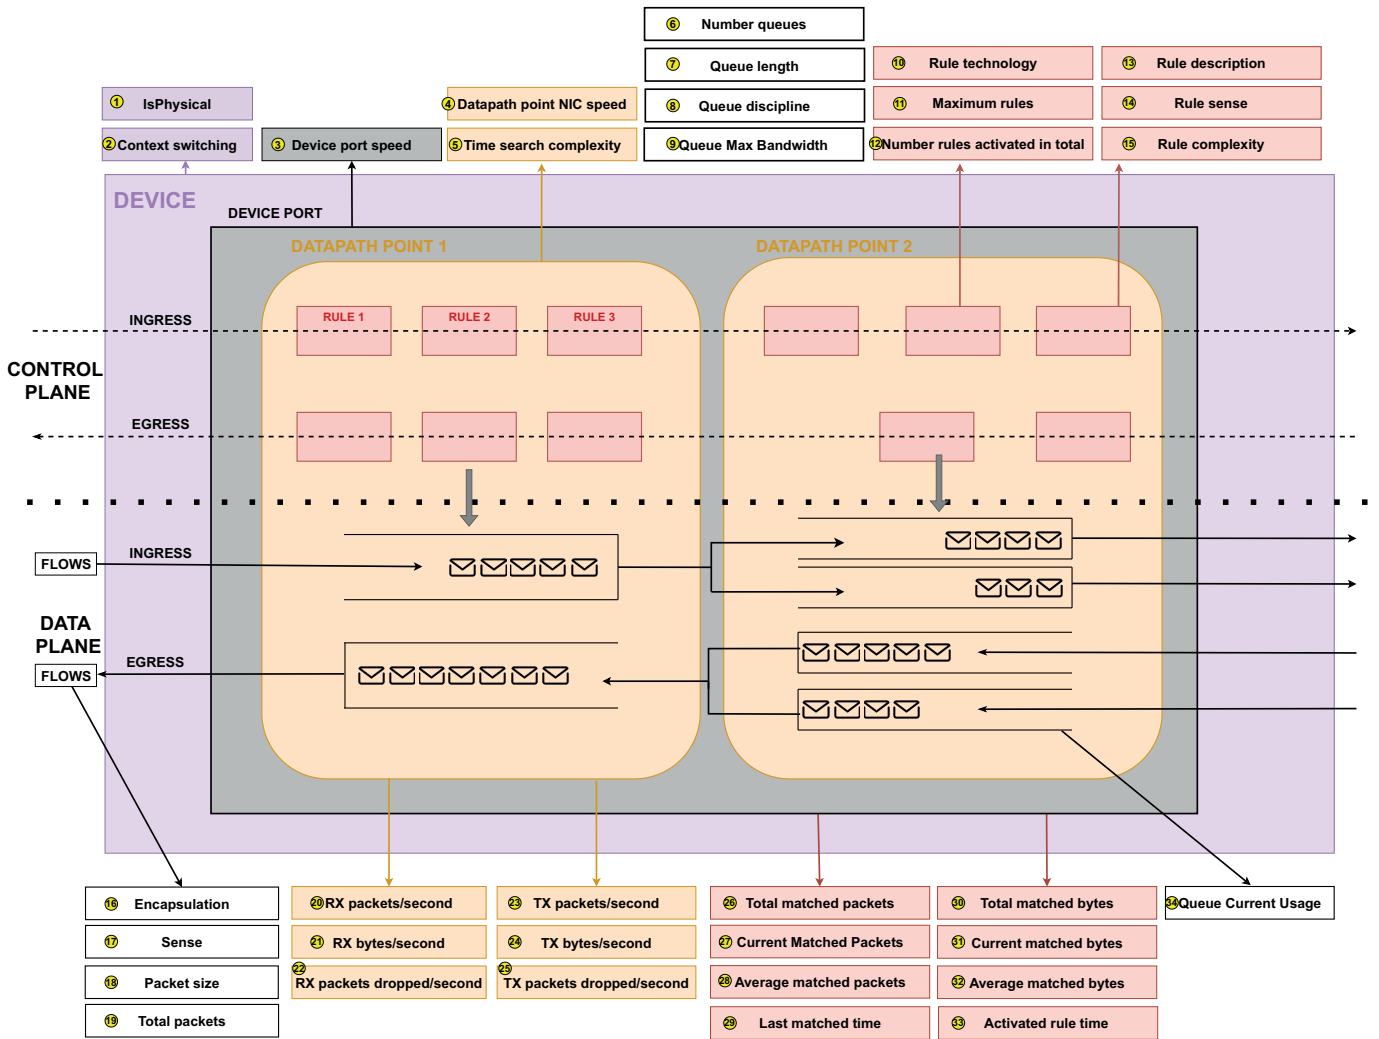 6 Number queues
7 Queue length
8 Queue discipline
9 Queue Max Bandwidth
10 Rule technology
11 Maximum rules
12 Number rules activated in total
13 Rule description
14 Rule sense
15 Rule complexity
1 IsPhysical
2 Context switching
3 Device port speed
4 Datapath point NIC speed
5 Time search complexity
DEVICE
DEVICE PORT
DATAPATH POINT 1
DATAPATH POINT 2
INGRESS
RULE 1
RULE 2
RULE 3
CONTROL
PLANE
EGRESS
INGRESS
FLOWS
DATA
PLANE
EGRESS
FLOWS
16 Encapsulation
17 Sense
18 Packet size
19 Total packets
20 RX packets/second
21 RX bytes/second
22
RX packets dropped/second
23 TX packets/second
24 TX bytes/second
25
TX packets dropped/second
26 Total matched packets
27 Current Matched Packets
28 Average matched packets
29 Last matched time
30 Total matched bytes
31 Current matched bytes
32 Average matched bytes
33 Activated rule time
34 Queue Current Usage